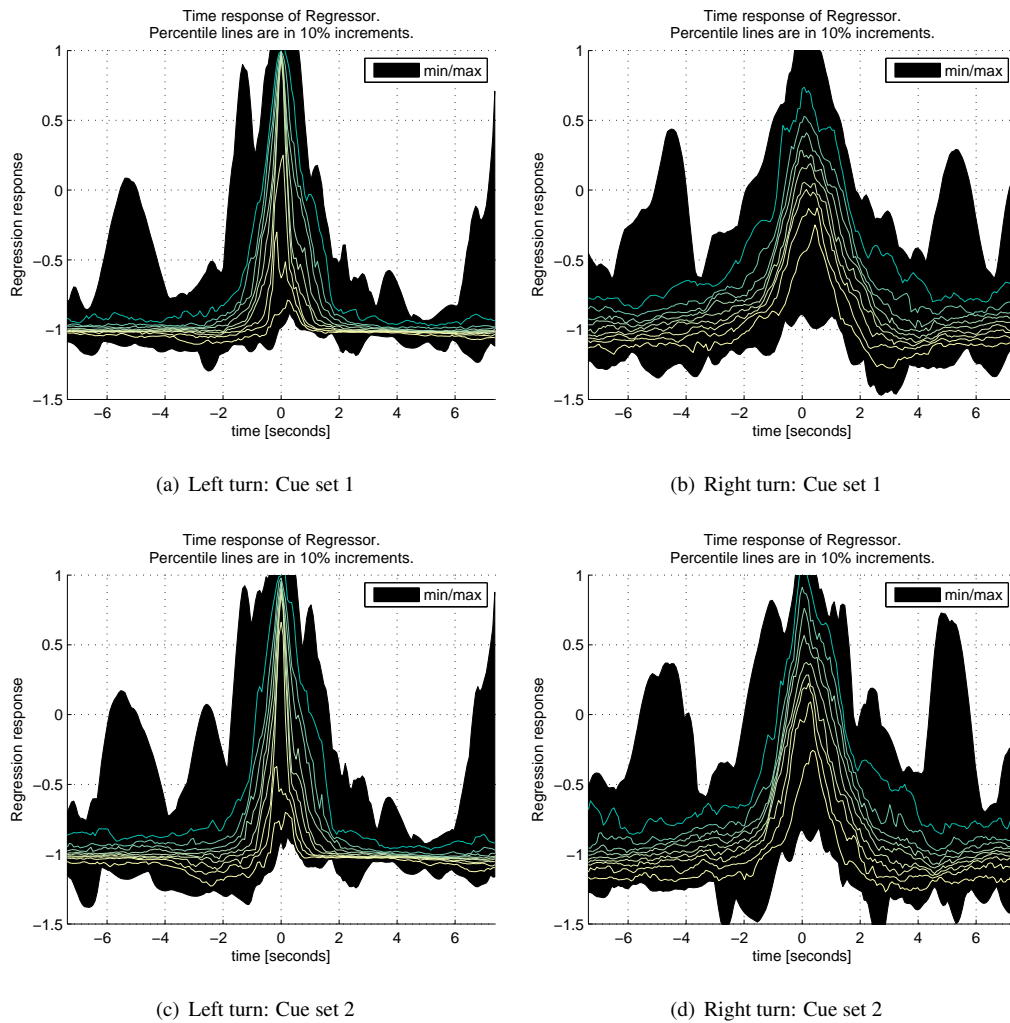 Time response of Regressor.
Percentile lines are in 10% increments.
min/max
1
0.5
0
−0.5
−1
−1.5
Regression response
−6 −4 −2 0 2 4 6
time [seconds]
(a) Left turn: Cue set 1
Time response of Regressor.
Percentile lines are in 10% increments.
min/max
1
0.5
0
−0.5
−1
−1.5
Regression response
−6 −4 −2 0 2 4 6
time [seconds]
(b) Right turn: Cue set 1
Time response of Regressor.
Percentile lines are in 10% increments.
min/max
1
0.5
0
−0.5
−1
−1.5
Regression response
−6 −4 −2 0 2 4 6
time [seconds]
(c) Left turn: Cue set 2
Time response of Regressor.
Percentile lines are in 10% increments.
min/max
1
0.5
0
−0.5
−1
−1.5
Regression response
−6 −4 −2 0 2 4 6
time [seconds]
(d) Right turn: Cue set 2